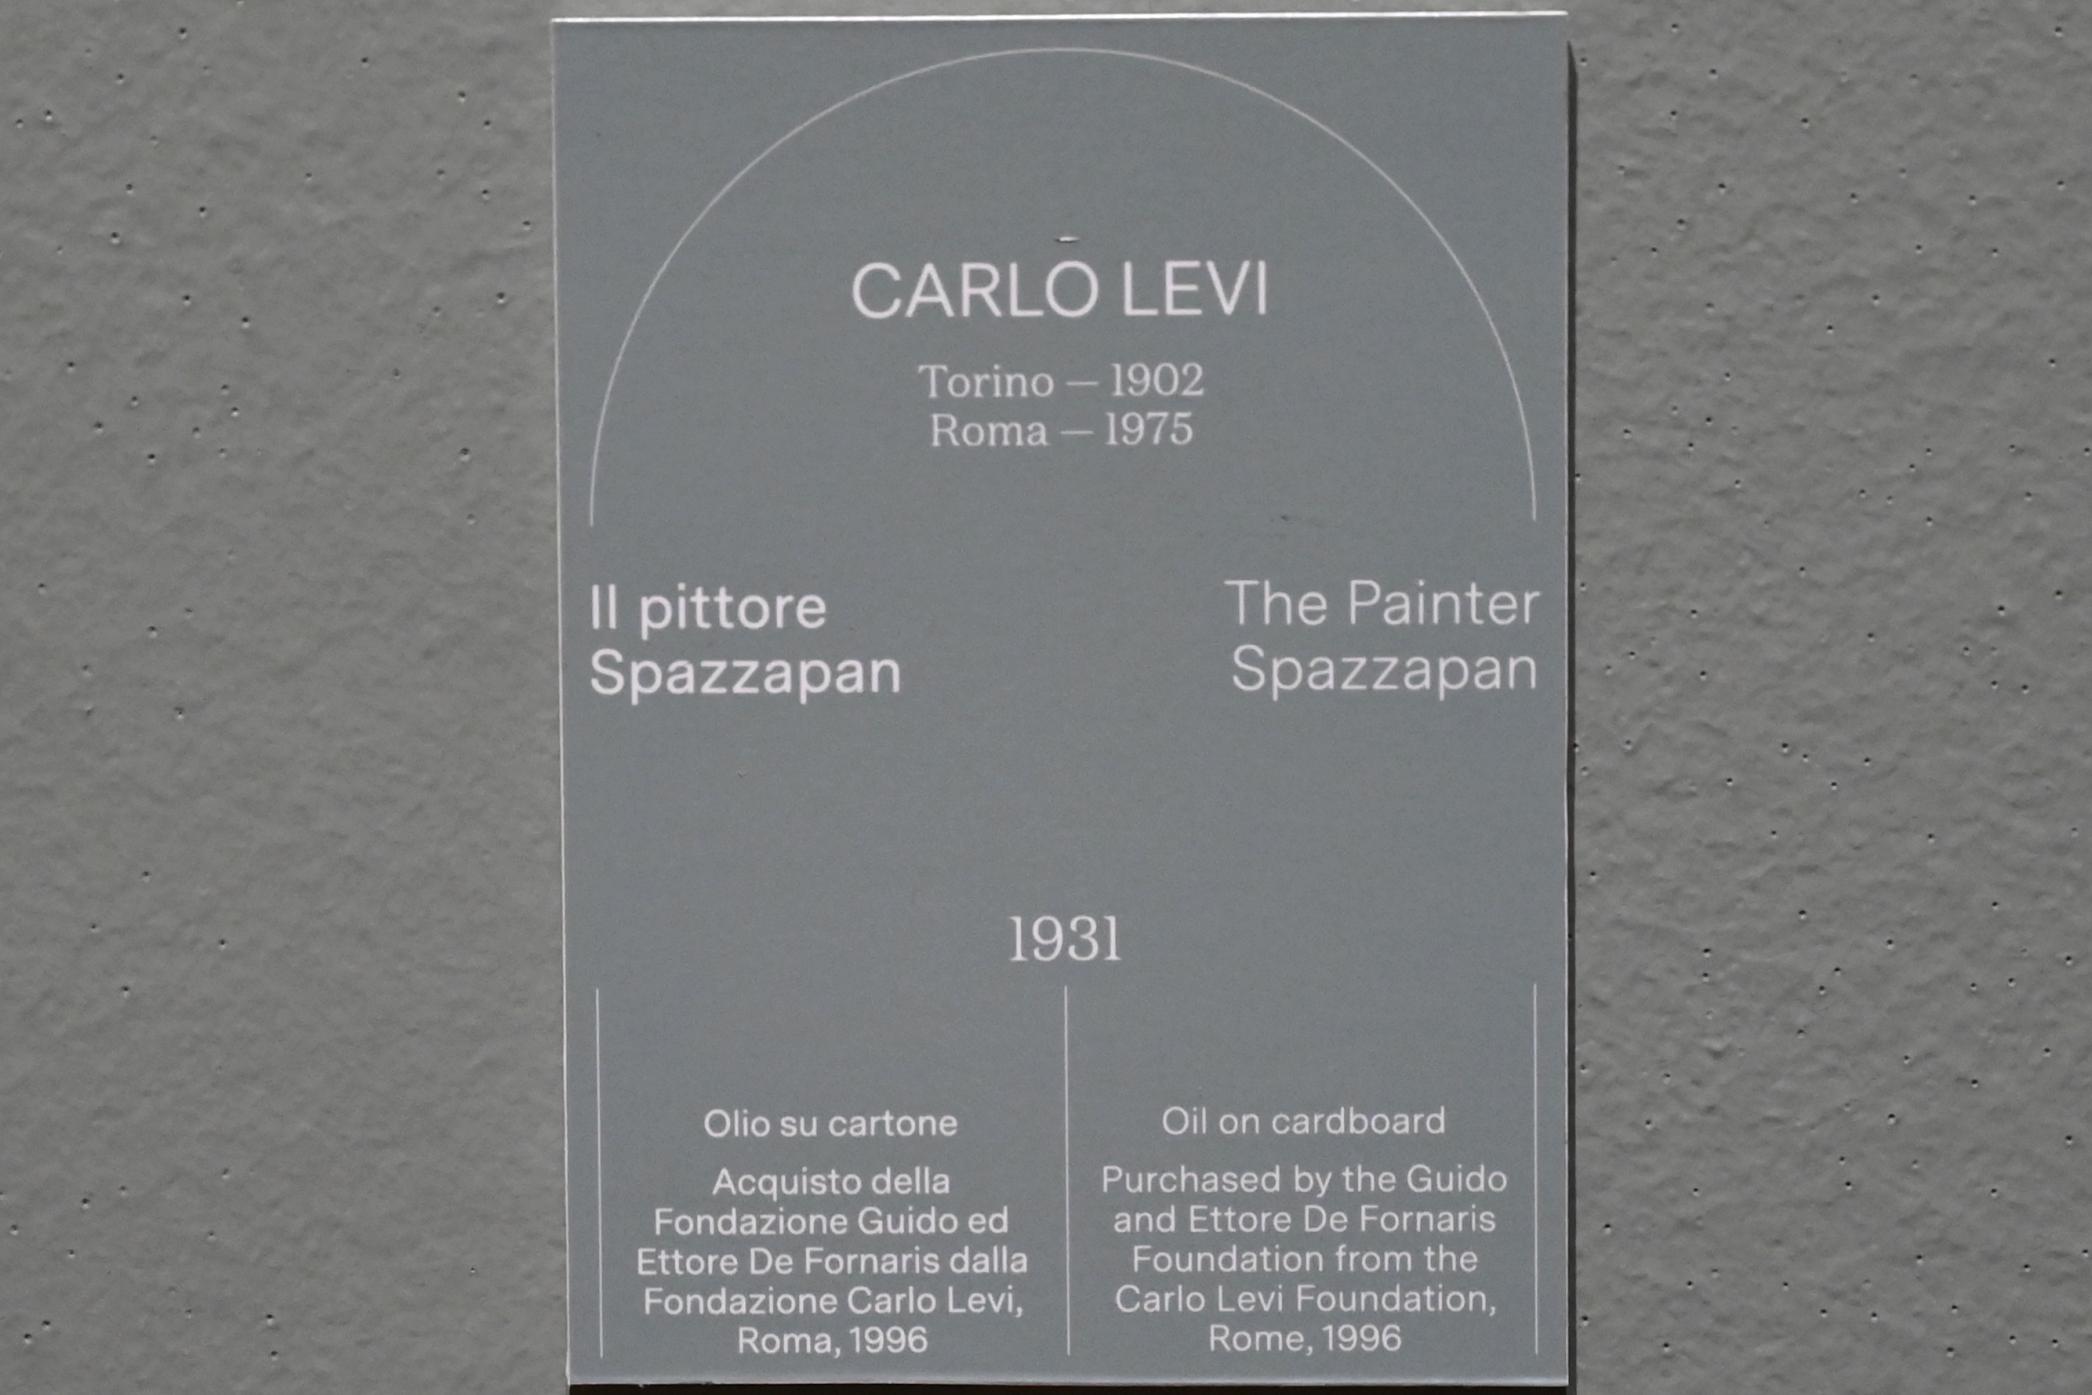 CARLO LEVI
Torino — 1902
Roma — 1975
Il pittore
Spazzapan
The Painter
Spazzapan
1931
Olio su cartone
Acquisto della
Fondazione Guido ed
Ettore De Fornaris dalla
Fondazione Carlo Levi,
Roma, 1996
Oil on cardboard
Purchased by the Guido
and Ettore De Fornaris
Foundation from the
Carlo Levi Foundation,
Rome, 1996